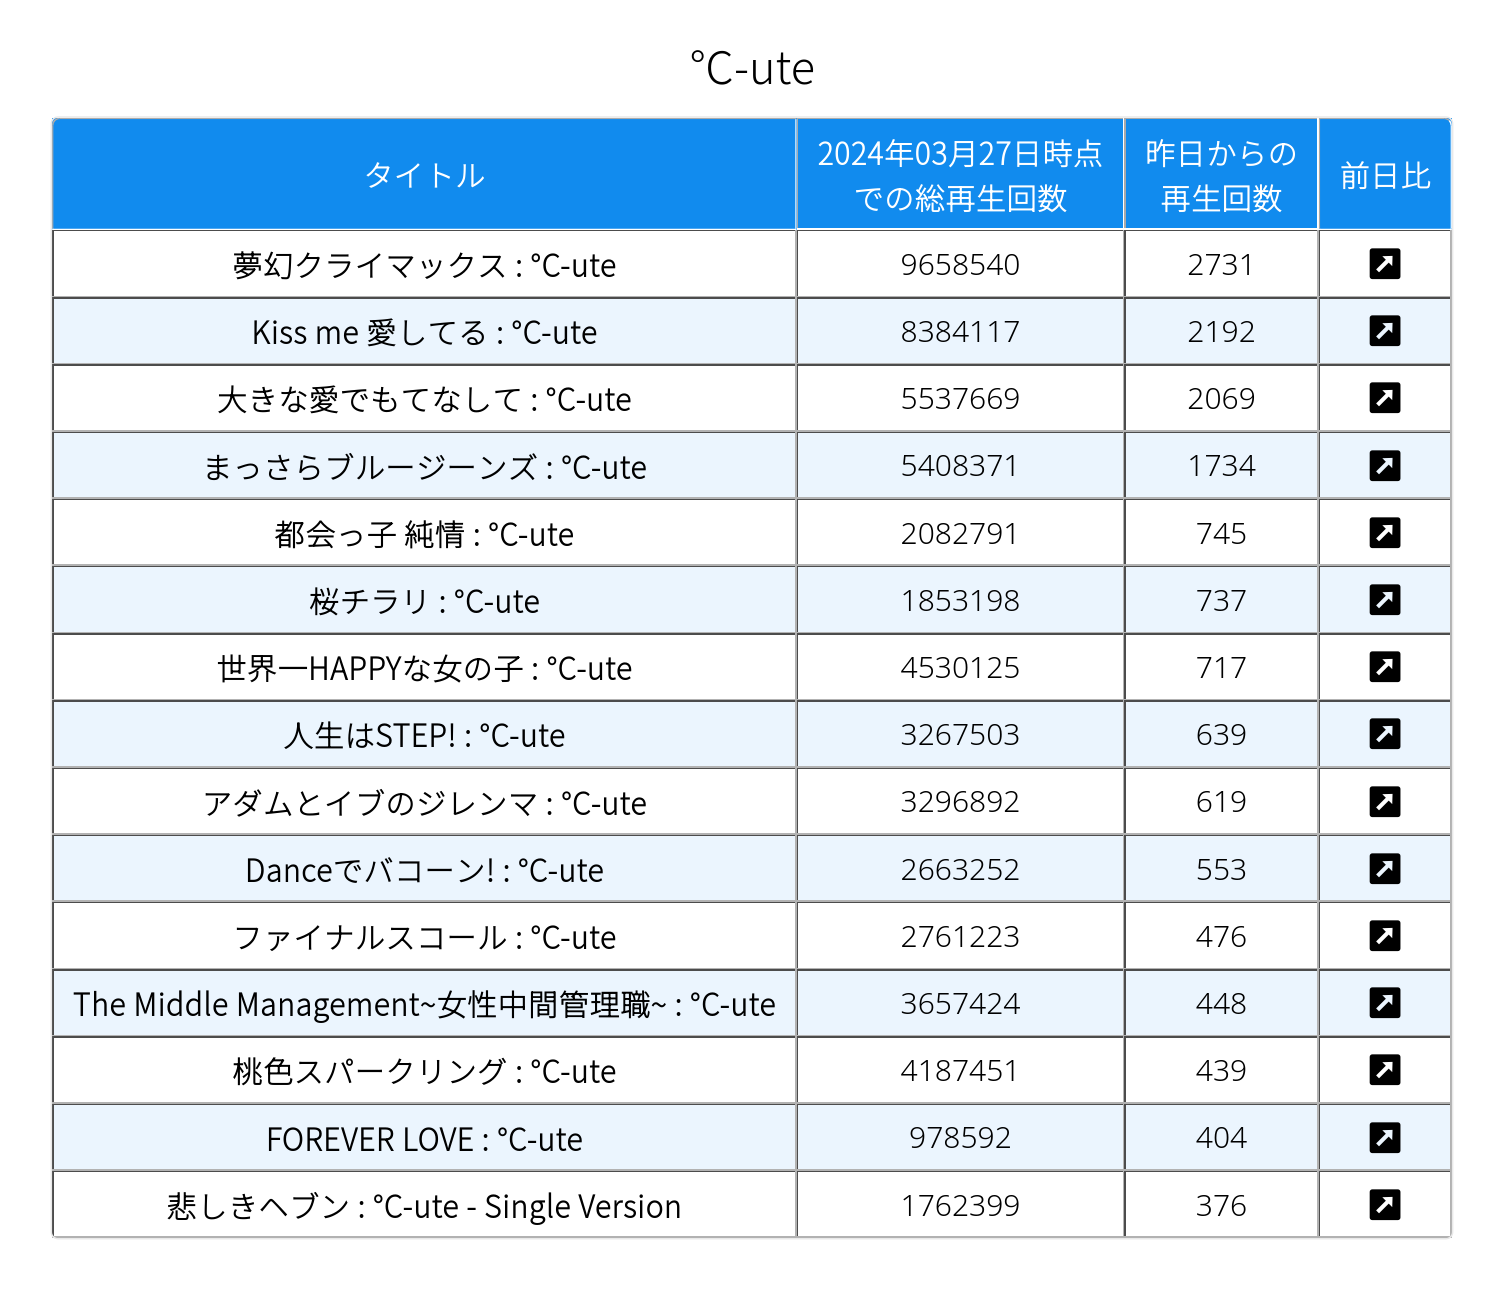 ℃-ute
タイトル
2024年03月27日時点
での総再生回数
昨日からの
再生回数
前日比
夢幻クライマックス : ℃-ute 9658540 2731
Kiss me 愛してる : ℃-ute 8384117 2192
大きな愛でもてなして : ℃-ute 5537669 2069
まっさらブルージーンズ : ℃-ute 5408371 1734
都会っ子 純情 : ℃-ute 2082791 745
桜チラリ : ℃-ute 1853198 737
世界一HAPPYな女の子 : ℃-ute 4530125 717
人生はSTEP! : ℃-ute 3267503 639
アダムとイブのジレンマ : ℃-ute 3296892 619
Danceでバコーン! : ℃-ute 2663252 553
ファイナルスコール : ℃-ute 2761223 476
The Middle Management~女性中間管理職~ : ℃-ute 3657424 448
桃色スパークリング : ℃-ute 4187451 439
FOREVER LOVE : ℃-ute 978592 404
悲しきヘブン : ℃-ute - Single Version 1762399 376